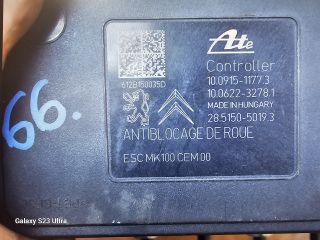 Ate
Controller
10.0915-1177.3
10.0622-3278.1
MADE IN HUNGARY
28.5150-5019.3
612B150035D
ANTIBLOCAGE DE ROUE
ESC MK100 CEM 00
66.
Galaxy S23 Ultra